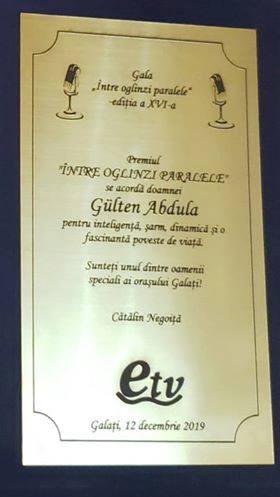 Gala
„Între oglinzi paralele"
ediția a XVI-a
Premiul
"ÎNTRE OGLINZI PARALELE"
se acordă doamnei
Gülten Abdula
pentru inteligență, șarm, dinamică și o
fascinantă poveste de viață.
Sunteți unul dintre oamenii
speciali ai orașului Galați!
Cătălin Negoiță
etv
Galați, 12 decembrie 2019